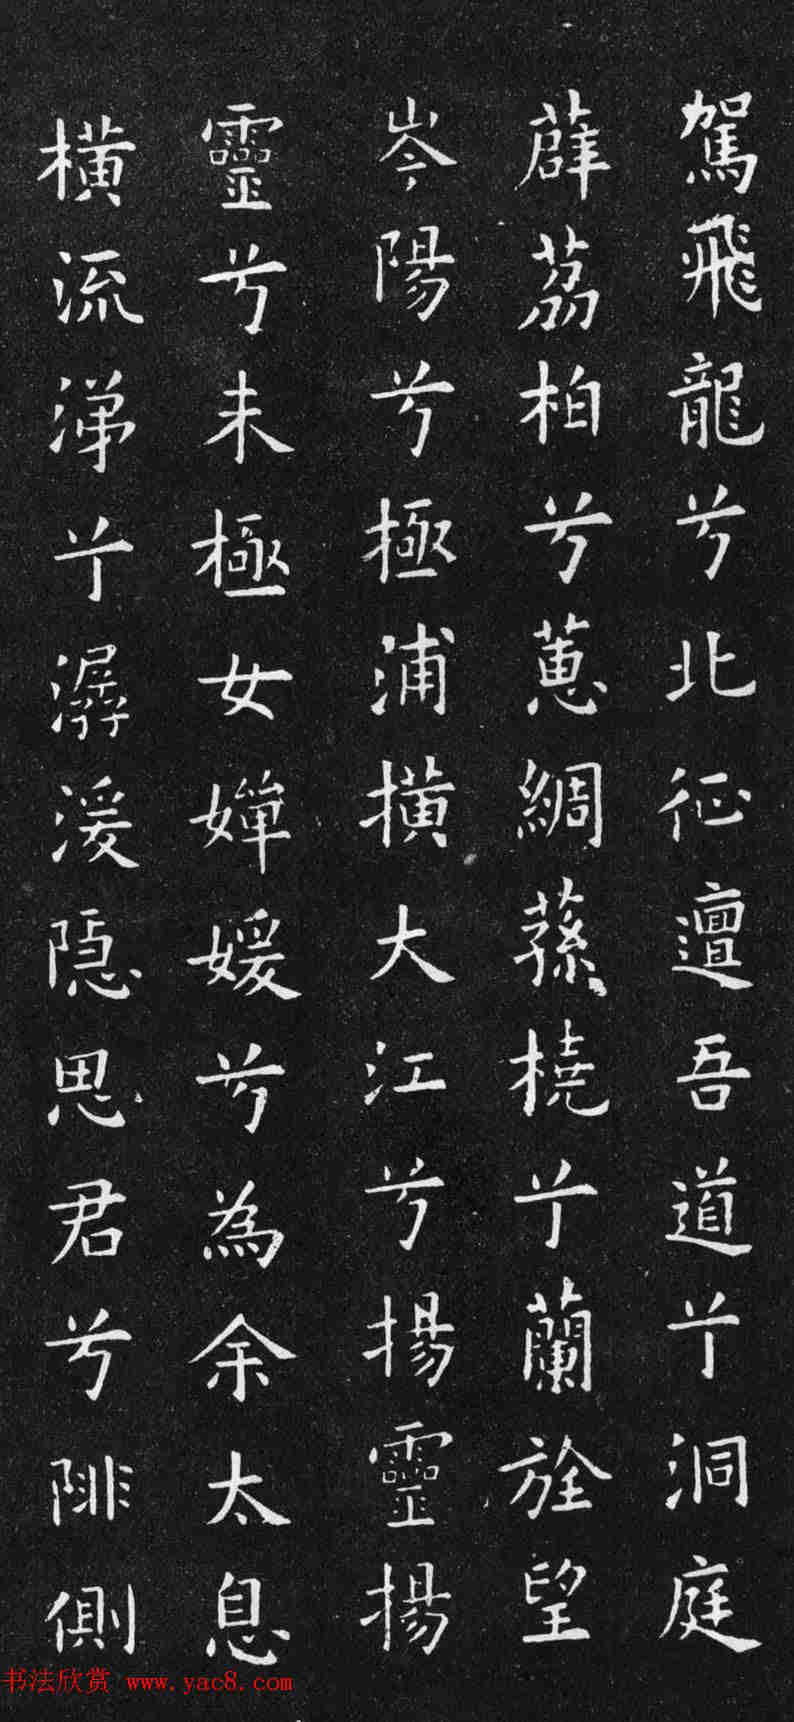 駕飛龍兮北征邅吾道兮洞庭
薜荔柏兮蕙綢蓀橈兮蘭旌望
岑陽兮極浦橫大江兮揚靈揚
靈兮未極女嬋媛兮為余太息
橫流涕兮潺湲隱思君兮陫側
书法欣赏 www.yac8.com